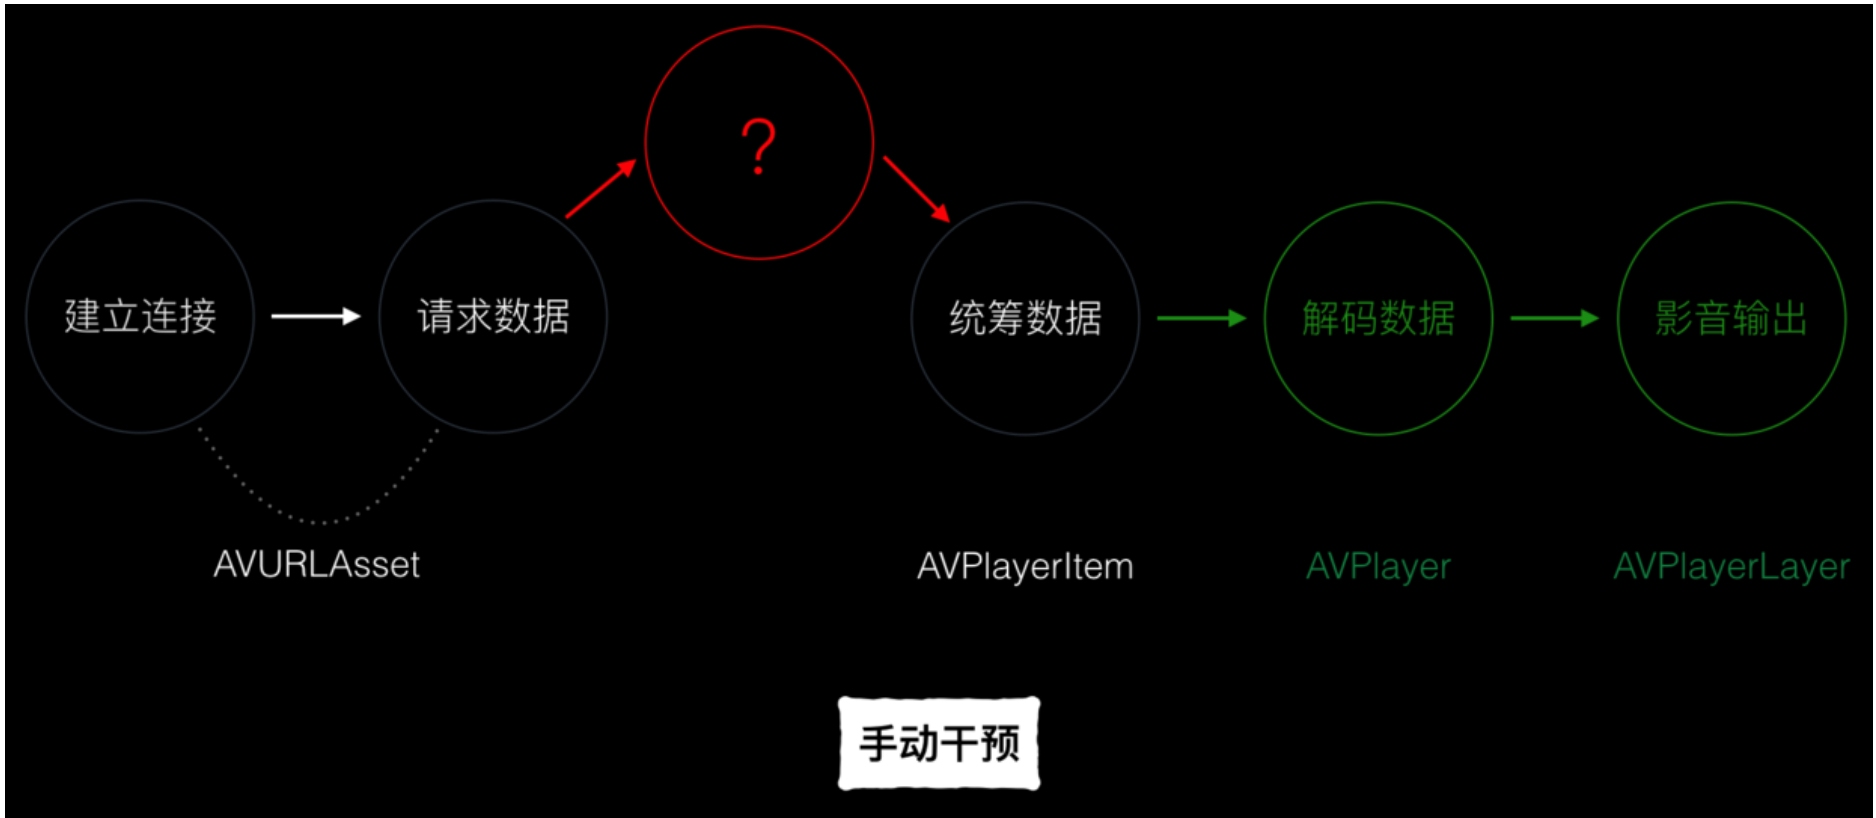 ?
建立连接
请求数据
统筹数据
解码数据
影音输出
AVURLAsset
AVPlayerItem
AVPlayer
AVPlayerLayer
手动干预